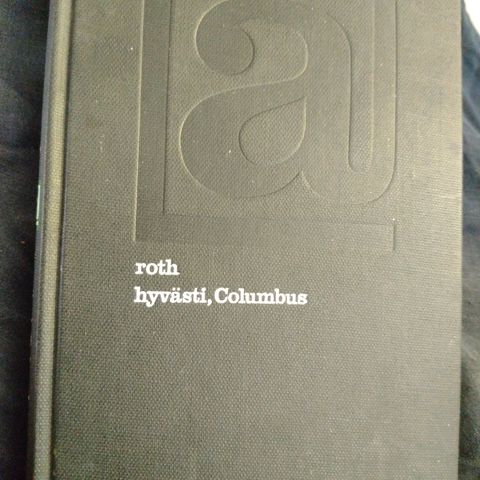 a
roth
hyvästi, Columbus